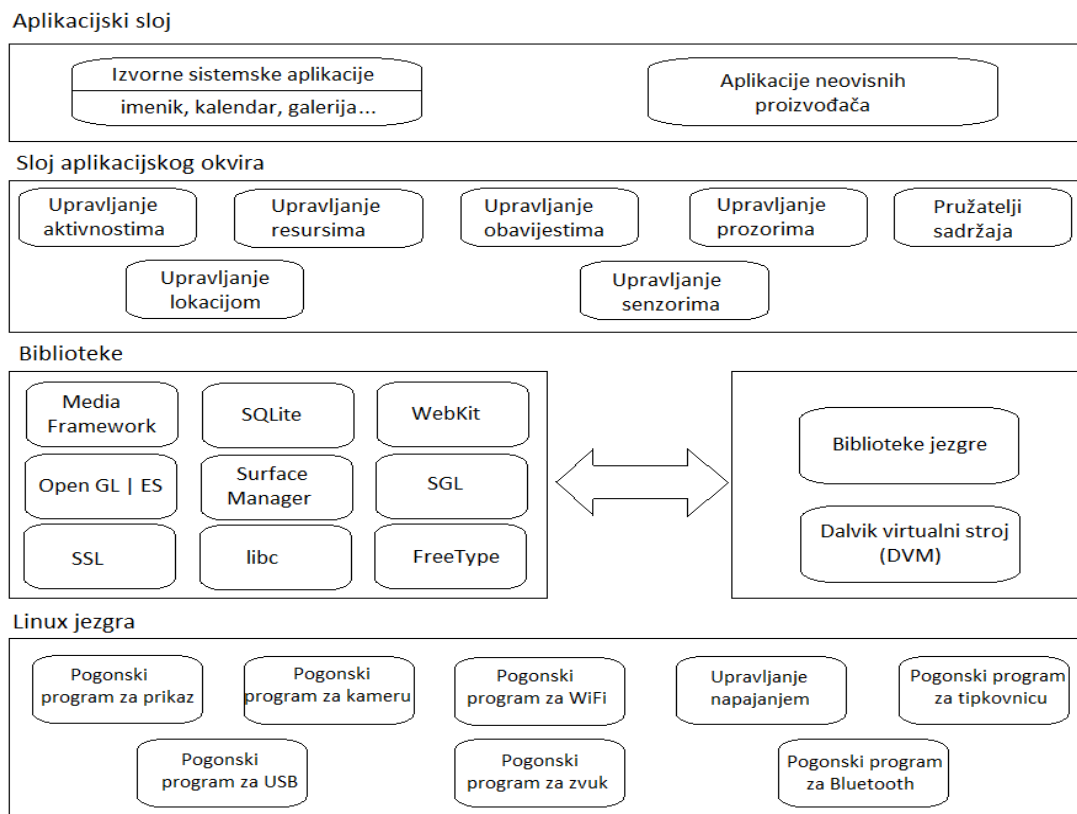 Aplikacijski sloj
Izvorne sistemske aplikacije
imenik, kalendar, galerija...
Aplikacije neovisnih
proizvođača
Sloj aplikacijskog okvira
Upravljanje
aktivnostima
Upravljanje
resursima
Upravljanje
obavijestima
Upravljanje
prozorima
Pružatelji
sadržaja
Upravljanje
lokacijom
Upravljanje
senzorima
Biblioteke
Media
Framework
SQLite
WebKit
Open GL | ES
Surface
Manager
SGL
SSL
libc
FreeType
Biblioteke jezgre
Dalvik virtualni stroj
(DVM)
Linux jezgra
Pogonski
program za prikaz
Pogonski
program za kameru
Pogonski
program za WiFi
Upravljanje
napajanjem
Pogonski program
za tipkovnicu
Pogonski
program za USB
Pogonski
program za zvuk
Pogonski program
za Bluetooth